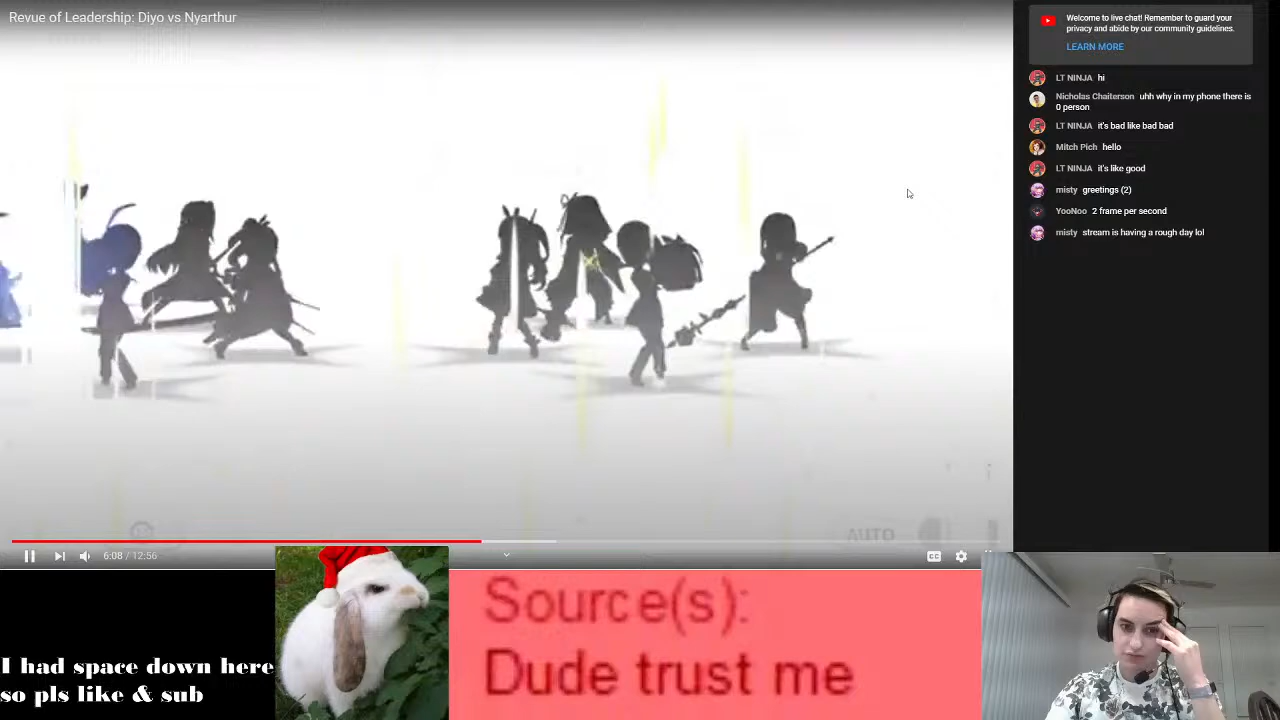 Revue of Leadership: Diyo vs Nyarthur
Welcome to live chat! Remember to guard your
privacy and abide by our community guidelines.
LEARN MORE
LT NINJA hi
Nicholas Chaiterson uhh why in my phone there is
0 person
LT NINJA it's bad like bad bad
Mitch Pich hello
LT NINJA it's like good
misty greetings (2)
YooNoo 2 frame per second
misty stream is having a rough day lol
AUTO
6:08 / 12:56
CC
I had space down here
so pls like & sub
Source(s):
Dude trust me